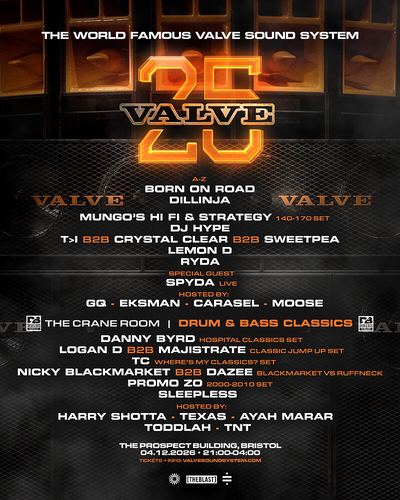 THE WORLD FAMOUS VALVE SOUND SYSTEM
25
VALVE
A-Z
BORN ON ROAD
DILLINJA
VALVE
VALVE
MUNGO'S HI FI & STRATEGY 140-170 SET
DJ HYPE
T>I B2B CRYSTAL CLEAR B2B SWEETPEA
LEMON D
RYDA
SPECIAL GUEST
SPYDA LIVE
HOSTED BY:
GQ - EKSMAN - CARASEL - MOOSE
THE CRANE ROOM | DRUM & BASS CLASSICS
DANNY BYRD HOSPITAL CLASSICS SET
LOGAN D B2B MAJISTRATE CLASSIC JUMP UP SET
TC WHERE'S MY CLASSICS? SET
NICKY BLACKMARKET B2B DAZEE BLACKMARKET VS RUFFNECK
PROMO ZO 2000-2010 SET
SLEEPLESS
HOSTED BY:
HARRY SHOTTA - TEXAS - AYAH MARAR
TODDLAH - TNT
THE PROSPECT BUILDING, BRISTOL
04.12.2026 • 21:00-04:00
TICKETS + INFO: VALVESOUNDSYSTEM.COM
[THEBLAST]